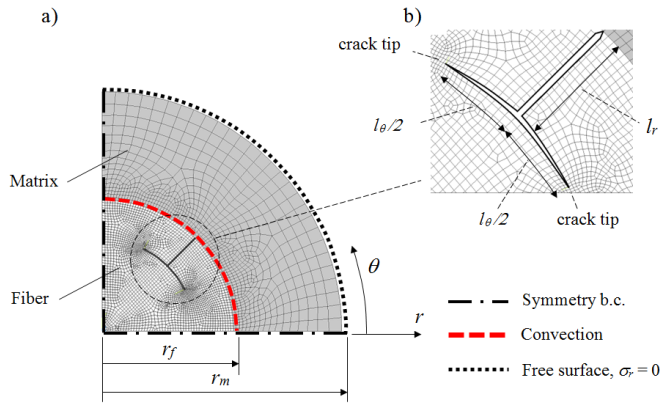 a)
b)
crack tip
lθ/2
lr
lθ/2
crack tip
Matrix
Fiber
θ
r
rf
rm
Symmetry b.c.
Convection
Free surface, σr = 0